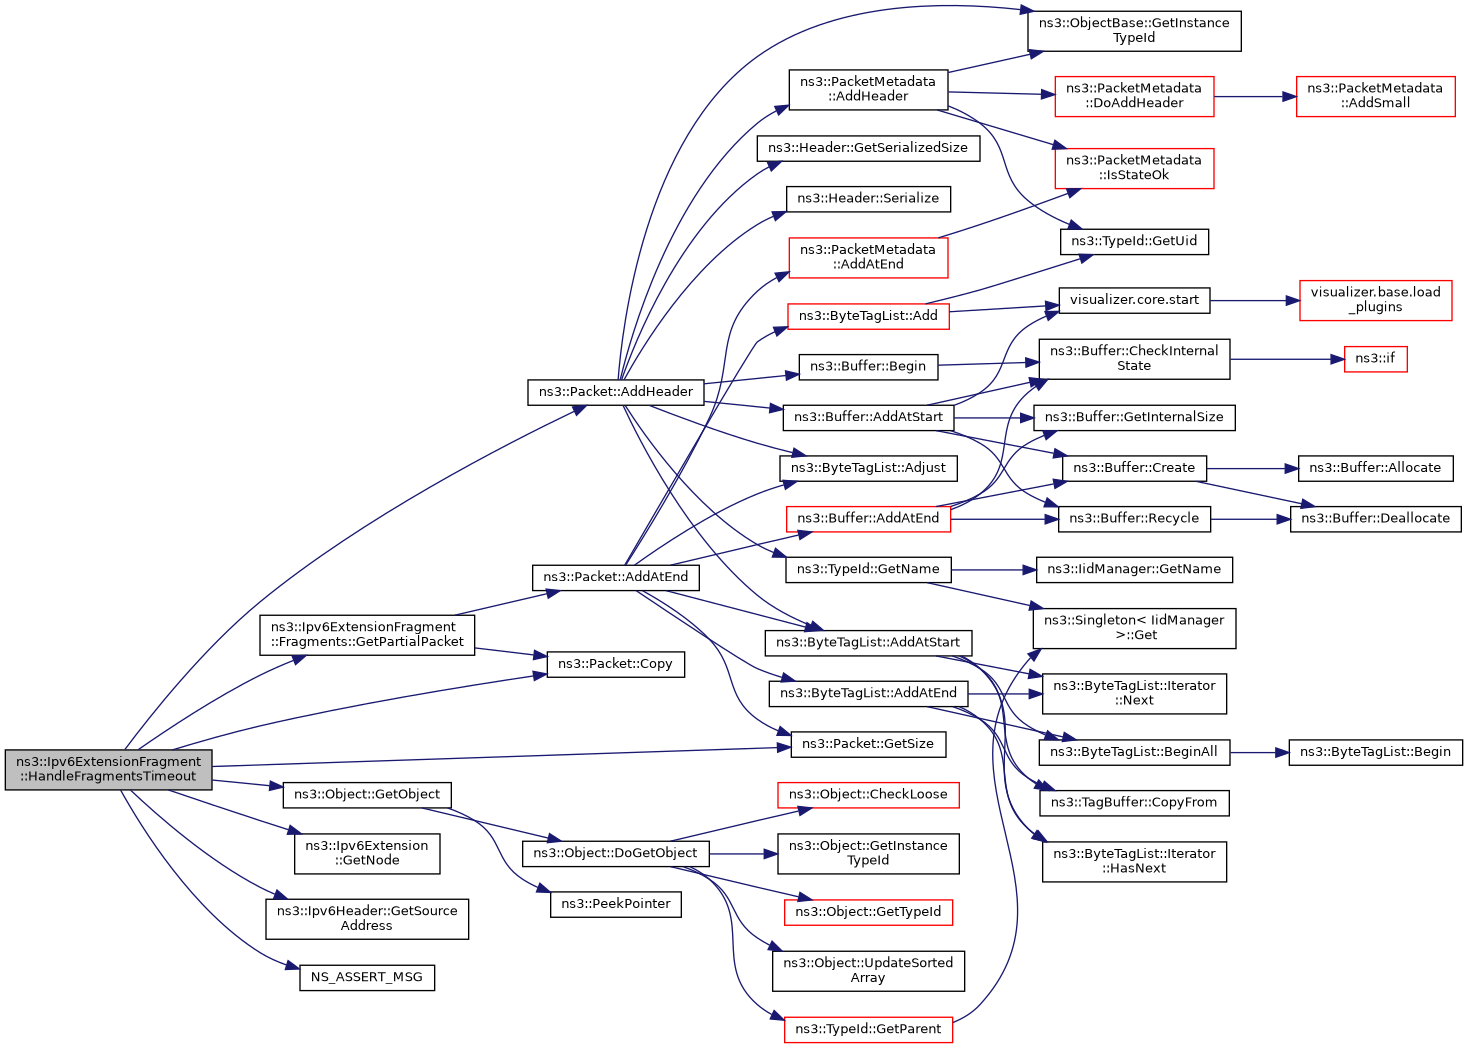 ns3::Ipv6ExtensionFragment
::HandleFragmentsTimeout
ns3::Packet::AddHeader
ns3::Ipv6ExtensionFragment
::Fragments::GetPartialPacket
ns3::Packet::AddAtEnd
ns3::Packet::Copy
ns3::Object::GetObject
ns3::Ipv6Extension
::GetNode
ns3::Ipv6Header::GetSource
Address
NS_ASSERT_MSG
ns3::Object::DoGetObject
ns3::PeekPointer
ns3::PacketMetadata
::AddHeader
ns3::Header::GetSerializedSize
ns3::Header::Serialize
ns3::PacketMetadata
::AddAtEnd
ns3::ByteTagList::Add
ns3::Buffer::Begin
ns3::Buffer::AddAtStart
ns3::ByteTagList::Adjust
ns3::Buffer::AddAtEnd
ns3::TypeId::GetName
ns3::ByteTagList::AddAtStart
ns3::ByteTagList::AddAtEnd
ns3::Packet::GetSize
ns3::Object::CheckLoose
ns3::Object::GetInstance
TypeId
ns3::Object::GetTypeId
ns3::Object::UpdateSorted
Array
ns3::TypeId::GetParent
ns3::ObjectBase::GetInstance
TypeId
ns3::PacketMetadata
::DoAddHeader
ns3::PacketMetadata
::IsStateOk
ns3::TypeId::GetUid
visualizer.core.start
ns3::Buffer::CheckInternal
State
ns3::Buffer::GetInternalSize
ns3::Buffer::Create
ns3::Buffer::Recycle
ns3::IidManager::GetName
ns3::Singleton< IidManager
>::Get
ns3::ByteTagList::Iterator
::Next
ns3::ByteTagList::BeginAll
ns3::TagBuffer::CopyFrom
ns3::ByteTagList::Iterator
::HasNext
ns3::PacketMetadata
::AddSmall
visualizer.base.load
_plugins
ns3::if
ns3::Buffer::Allocate
ns3::Buffer::Deallocate
ns3::ByteTagList::Begin